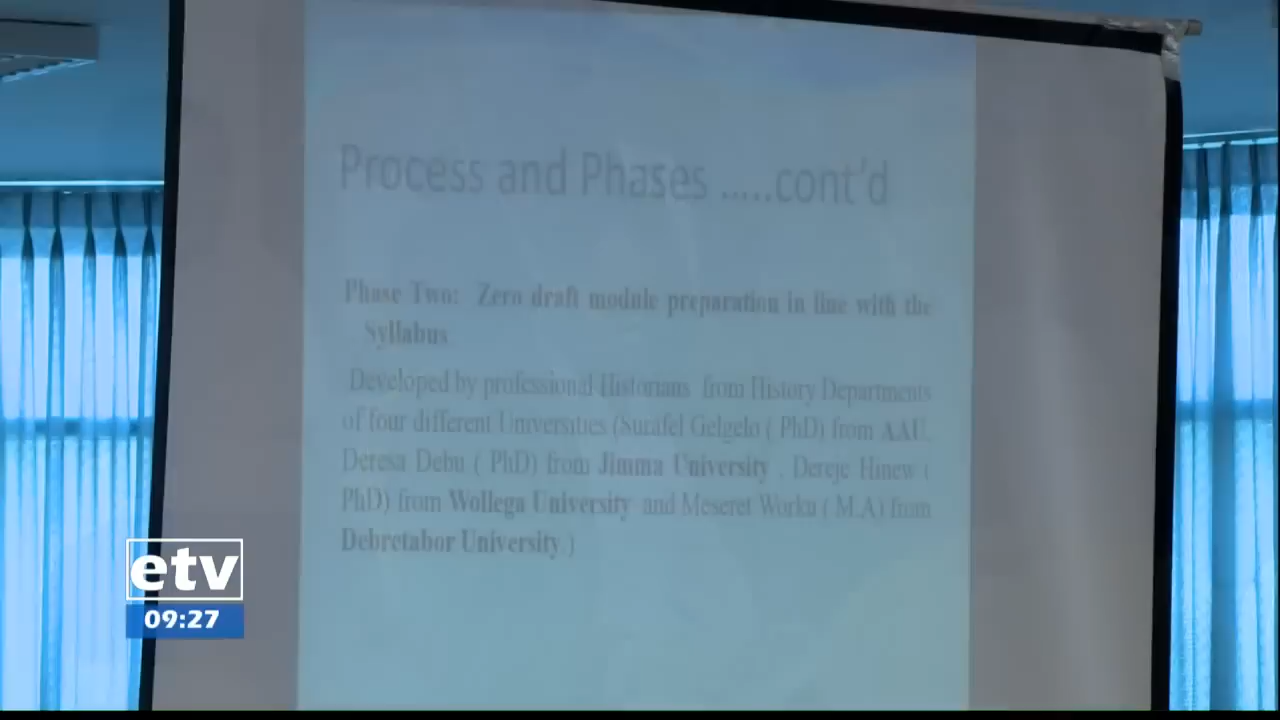 Process and Phases .....cont'd
Phase Two: Zero draft module preparation in line with the
Syllabus
Developed by professional Historians from History Departments
of four different Universities (Surafel Gelgelo ( PhD) from AAU,
Deresa Debu ( PhD) from Jimma University , Dereje Hinew (
PhD) from Wollega University and Meseret Worku ( M.A) from
Debretabor University.)
etv
09:27